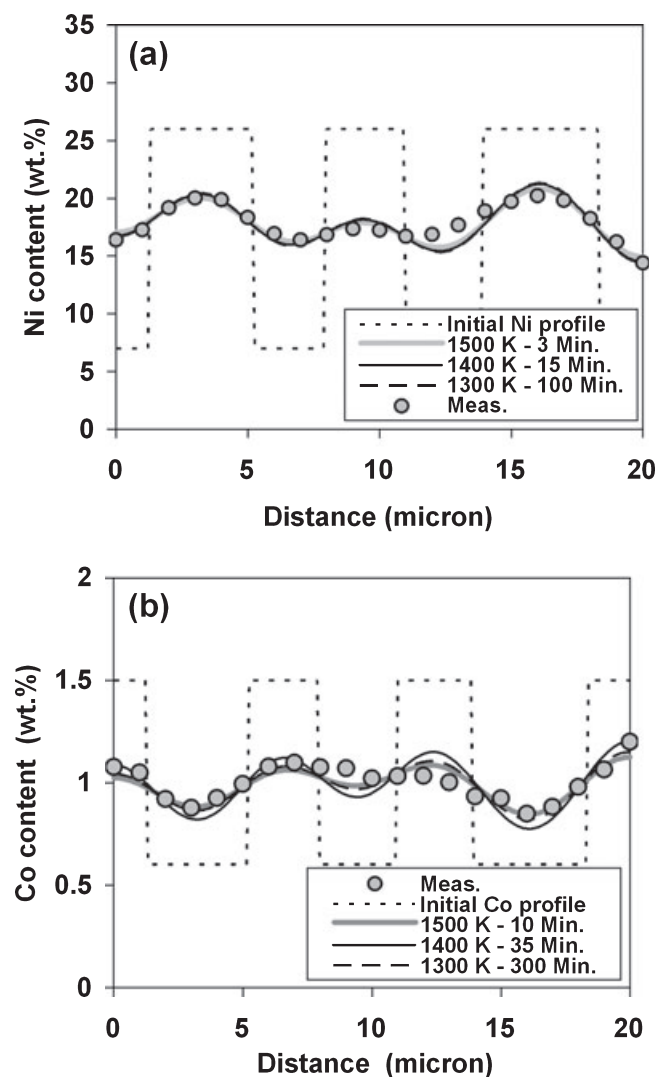 (a)
Ni content (wt.%)
35
30
25
20
15
10
5
0
Initial Ni profile
1500 K - 3 Min.
1400 K - 15 Min.
1300 K - 100 Min.
Meas.
0 5 10 15 20
Distance (micron)
(b)
Co content (wt.%)
2
1.5
1
0.5
0
Meas.
Initial Co profile
1500 K - 10 Min.
1400 K - 35 Min.
1300 K - 300 Min.
0 5 10 15 20
Distance (micron)